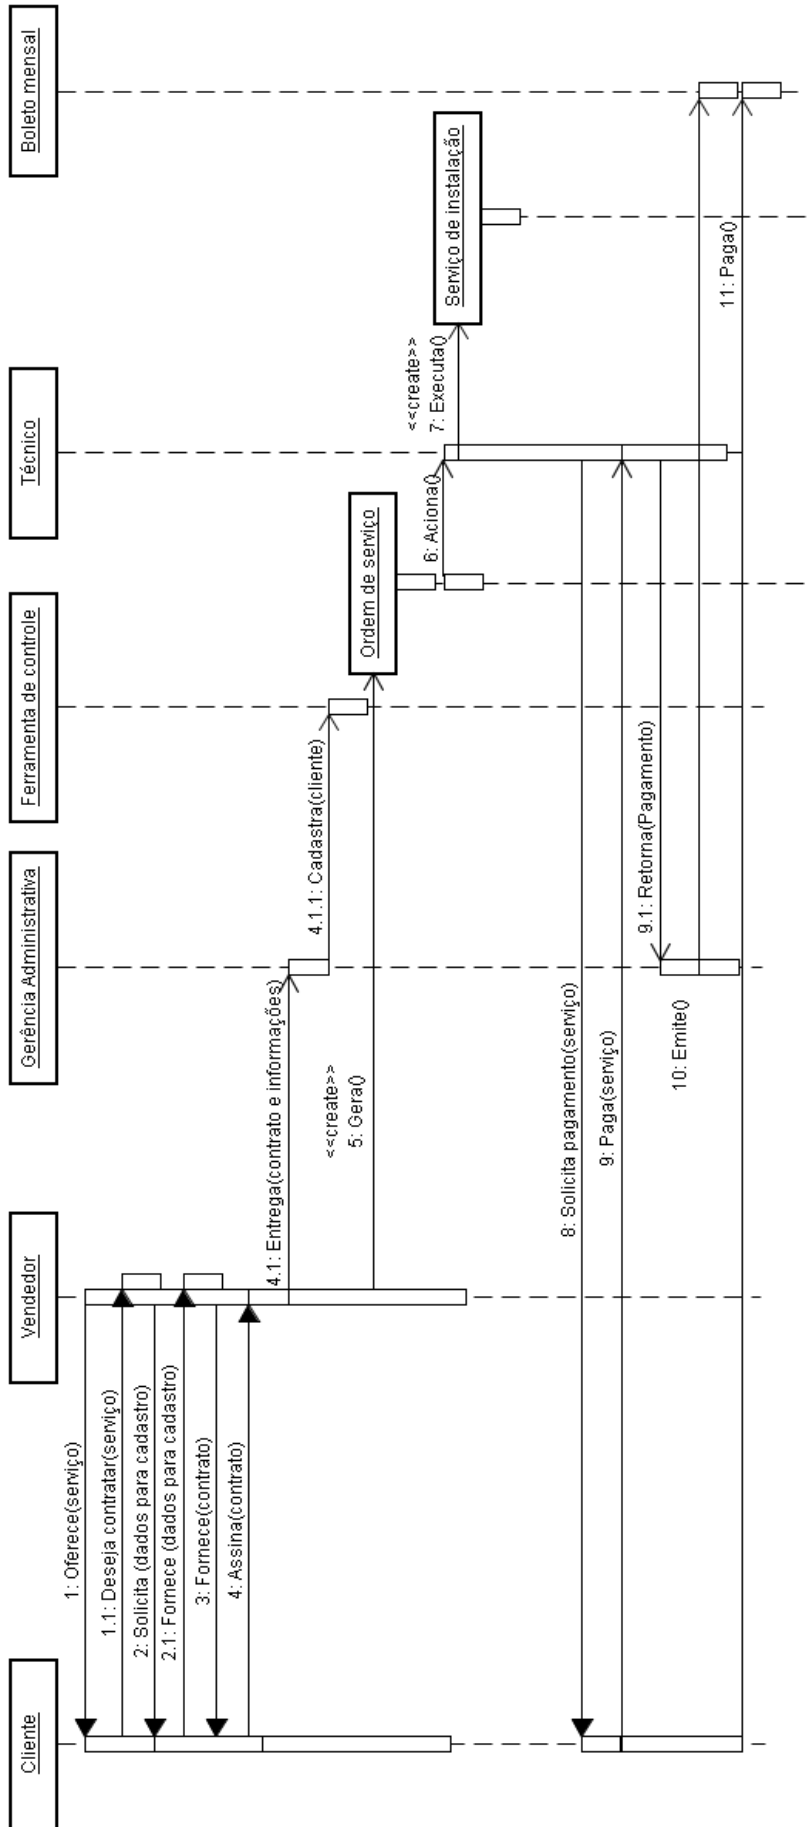 Cliente
Vendedor
Gerência Administrativa
Ferramenta de controle
Técnico
Boleto mensal
1: Oferece(serviço)
1.1: Deseja contratar(serviço)
2: Solicita (dados para cadastro)
2.1: Fornece (dados para cadastro)
3: Fornece(contrato)
4: Assina(contrato)
4.1: Entrega(contrato e informações)
4.1.1: Cadastra(cliente)
<<create>>
5: Gera()
Ordem de serviço
6: Aciona()
<<create>>
7: Executa()
Serviço de instalação
8: Solicita pagamento(serviço)
9: Paga(serviço)
9.1: Retorna(Pagamento)
10: Emite()
11: Paga()